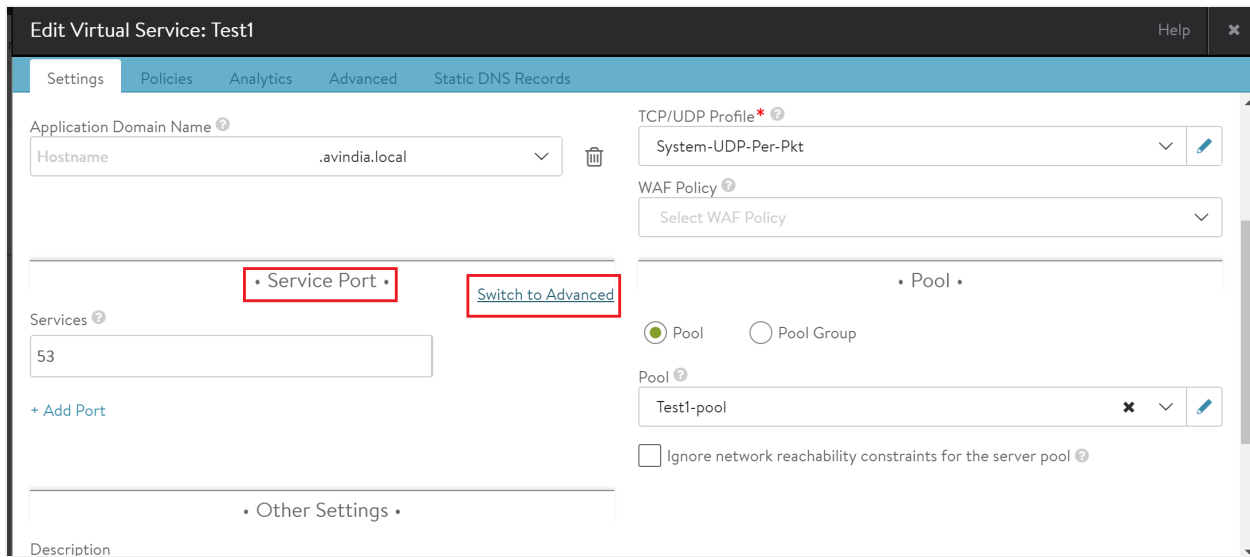 Edit Virtual Service: Test1
Help
Settings Policies Analytics Advanced Static DNS Records
Application Domain Name
Hostname .avindia.local
TCP/UDP Profile*
System-UDP-Per-Pkt
WAF Policy
Select WAF Policy
• Service Port •
Switch to Advanced
Services
53
+ Add Port
• Pool •
Pool Pool Group
Pool
Test1-pool
Ignore network reachability constraints for the server pool
• Other Settings •
Description